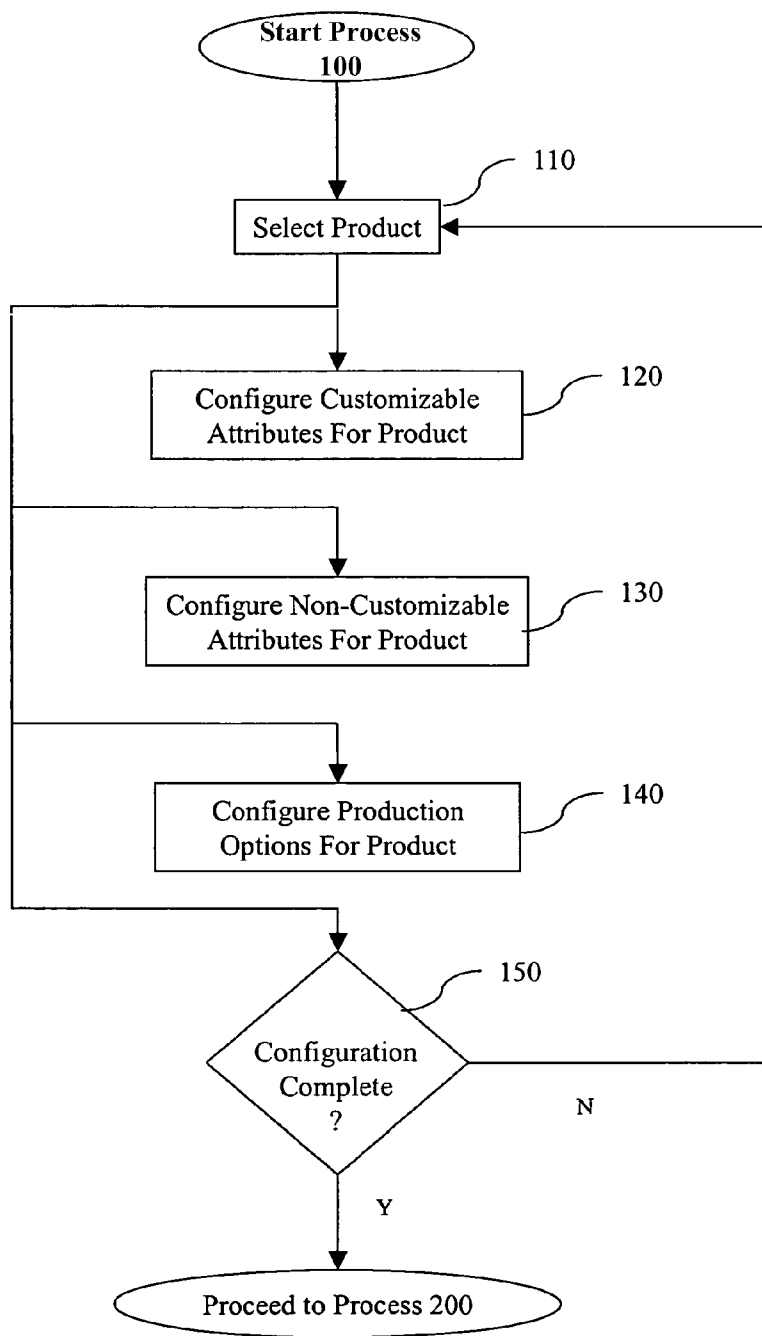 Start Process
100
110
Select Product
120
Configure Customizable
Attributes For Product
130
Configure Non-Customizable
Attributes For Product
140
Configure Production
Options For Product
150
Configuration
Complete
?
N
Y
Proceed to Process 200